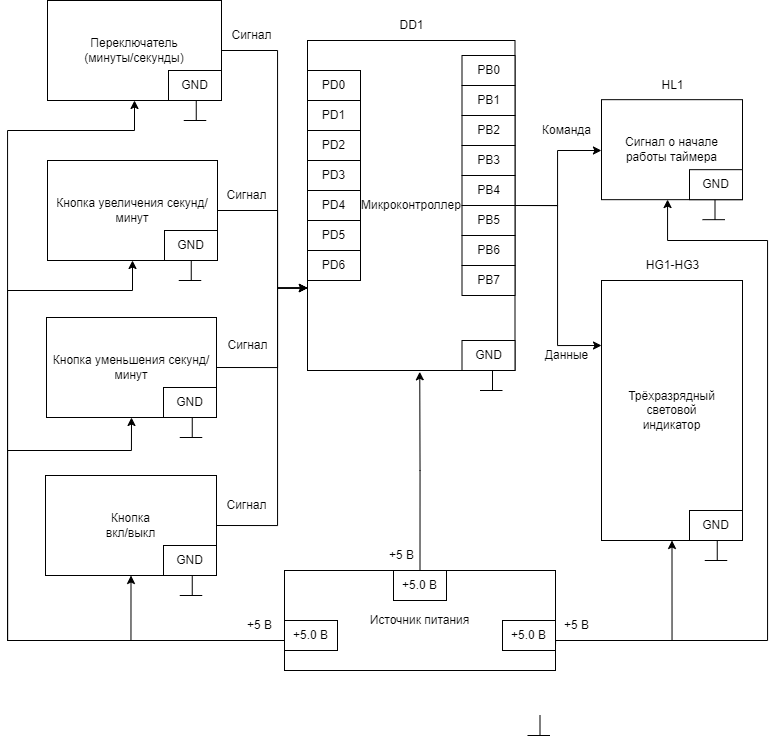 Переключатель
(минуты/секунды)
GND
Сигнал
Кнопка увеличения секунд/
минут
GND
Сигнал
Кнопка уменьшения секунд/
минут
GND
Сигнал
Кнопка
вкл/выкл
GND
Сигнал
DD1
PD0
PD1
PD2
PD3
PD4
PD5
PD6
Микроконтроллер
PB0
PB1
PB2
PB3
PB4
PB5
PB6
PB7
GND
Команда
Данные
HL1
Сигнал о начале
работы таймера
GND
HG1-HG3
Трёхразрядный
световой
индикатор
GND
+5 В
+5.0 В
+5 В
+5.0 В
Источник питания
+5.0 В
+5 В